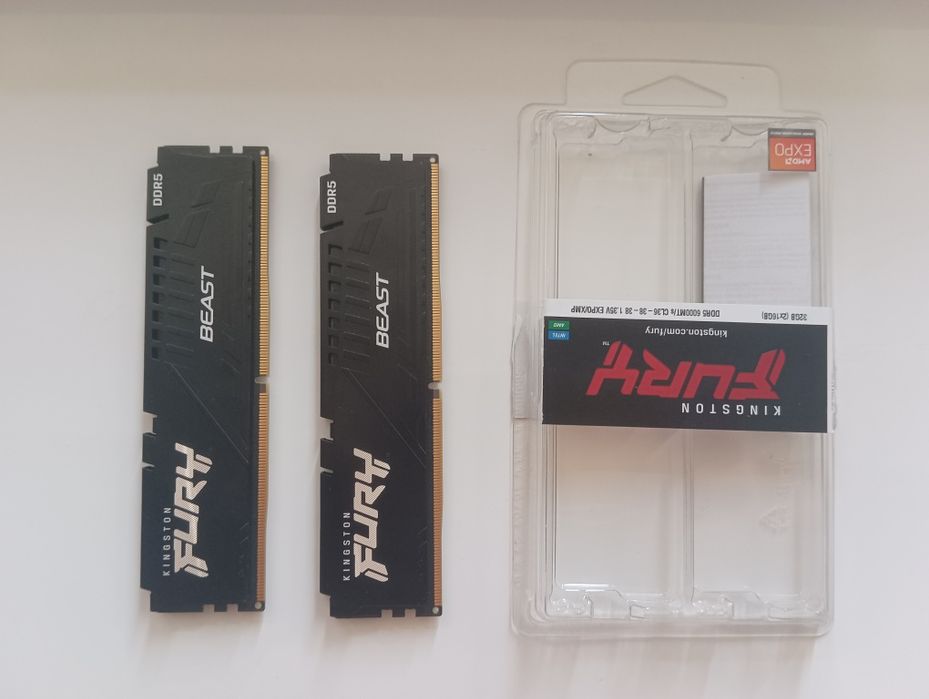 DDR5
BEAST
KINGSTON
FURY
DDR5
BEAST
KINGSTON
FURY
AMD
EXPO
KINGSTON
FURY™
kingston.com/fury
32GB (2x16GB)
DDR5 6000MT/s CL36-38-38 1.35V EXPO/XMP
INTEL
AMD